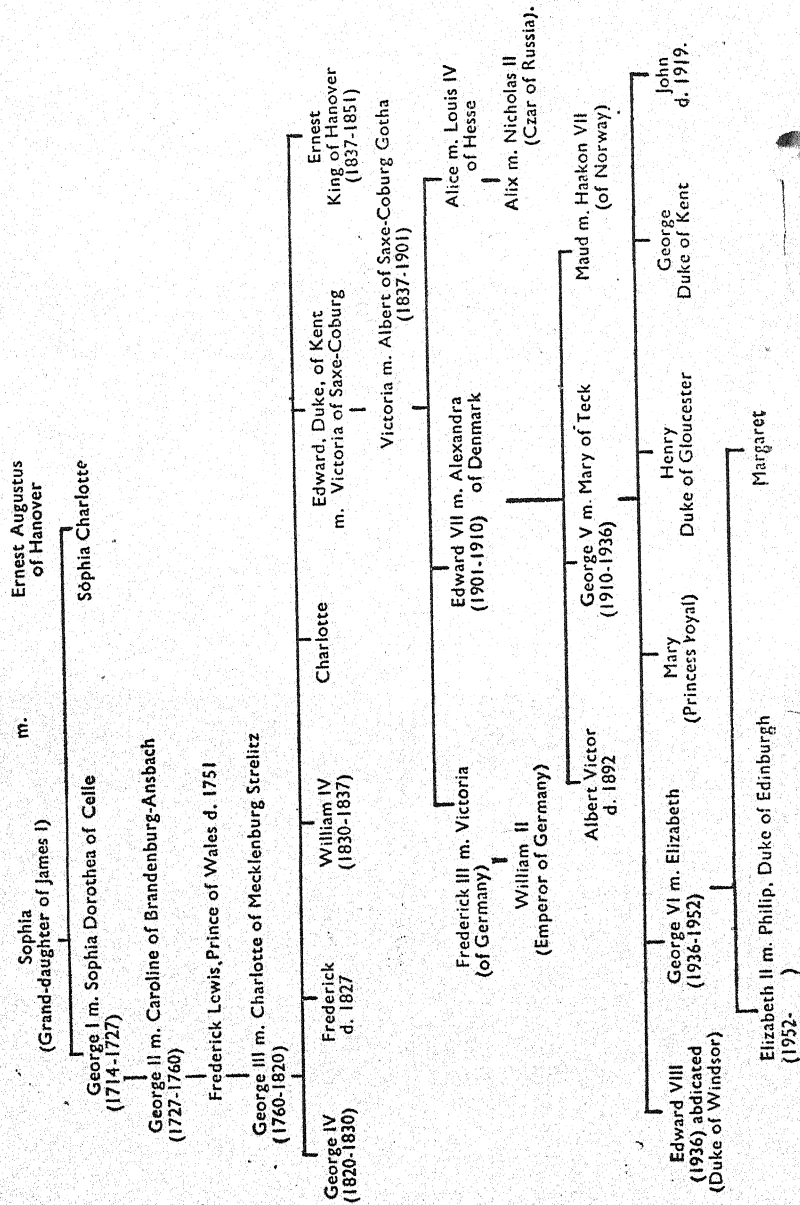 Sophia m. Ernest Augustus
(Grand-daughter of James I) of Hanover
George I m. Sophia Dorothea of Celle
(1714-1727)
Sophia Charlotte
George II m. Caroline of Brandenburg-Ansbach
(1727-1760)
Frederick Lewis, Prince of Wales d. 1751
George III m. Charlotte of Mecklenburg Strelitz
(1760-1820)
George IV
(1820-1830)
Frederick
d. 1827
William IV
(1830-1837)
Charlotte
Edward, Duke, of Kent
m. Victoria of Saxe-Coburg
Ernest
King of Hanover
(1837-1851)
Victoria m. Albert of Saxe-Coburg Gotha
(1837-1901)
Frederick III m. Victoria
(of Germany)
Edward VII m. Alexandra
(1901-1910) of Denmark
Alice m. Louis IV
of Hesse
William II
(Emperor of Germany)
Alix m. Nicholas II
(Czar of Russia).
Albert Victor
d. 1892
George V m. Mary of Teck
(1910-1936)
Maud m. Haakon VII
(of Norway)
Edward VIII
(1936) abdicated
(Duke of Windsor)
George VI m. Elizabeth
(1936-1952)
Mary
(Princess Royal)
Henry
Duke of Gloucester
George
Duke of Kent
John
d. 1919.
Elizabeth II m. Philip, Duke of Edinburgh
(1952- )
Margaret